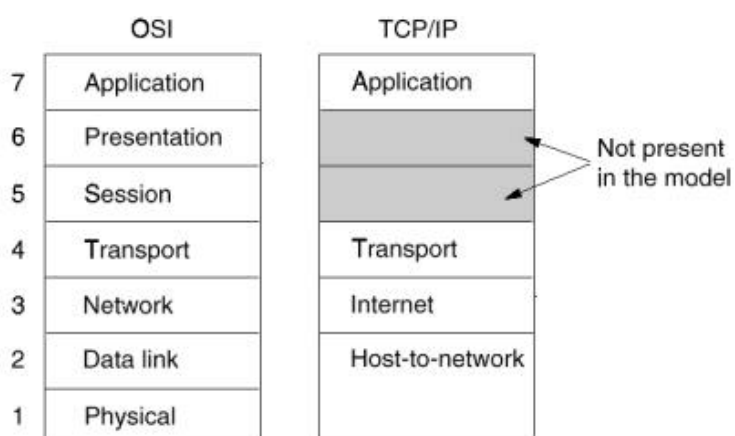 OSI TCP/IP
7 Application Application
6 Presentation
Not present
5 Session
in the model
4 Transport Transport
3 Network Internet
2 Data link Host-to-network
1 Physical